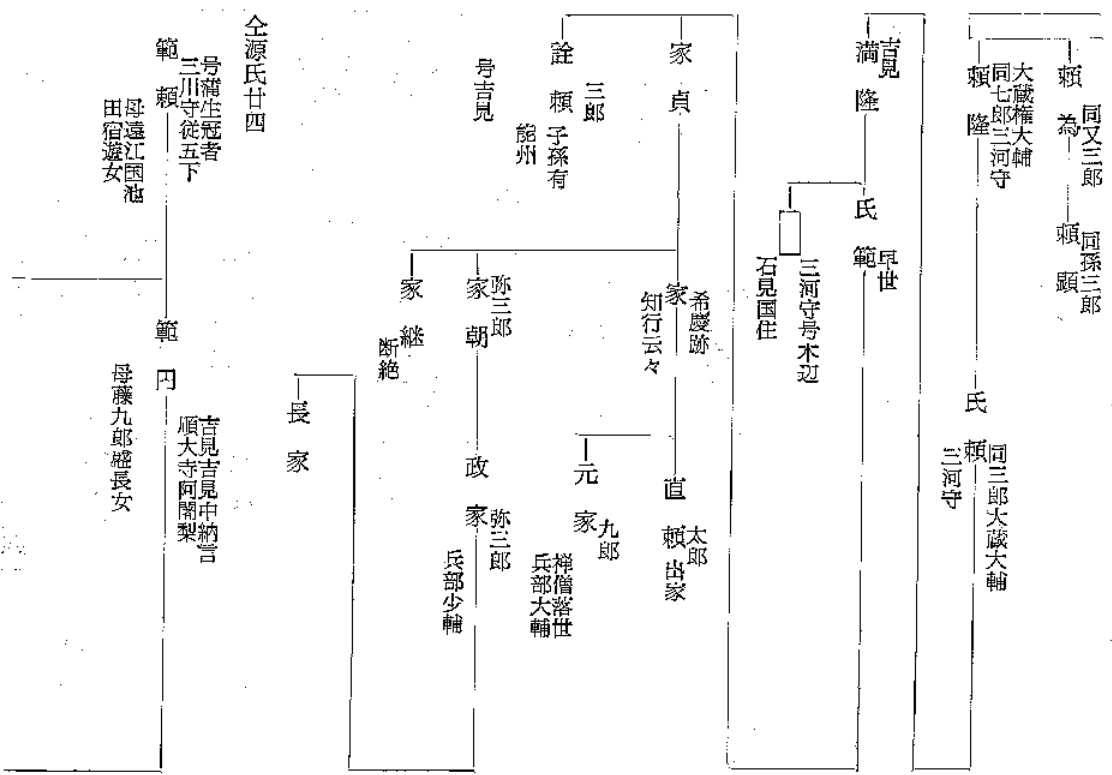 頼為
同又三郎
頼顕
同孫三郎
頼隆
大蔵権大輔
同七郎三河守
氏頼
同三郎大蔵大輔
三河守
満隆
吉見
氏範
早世
三河守号木辺
石見国住
家貞
家
希慶跡
知行云々
直頼
太郎
出家
元家
九郎
禅僧落世
兵部大輔
詮頼
三郎
子孫有
能州
号吉見
家朝
弥三郎
政家
弥三郎
兵部少輔
家継
断絶
長家
仝源氏廿四
範頼
号蒲生冠者
三川守従五下
母遠江国池
田宿遊女
範円
吉見吉見中納言
順大寺阿闍梨
母藤九郎盛長女